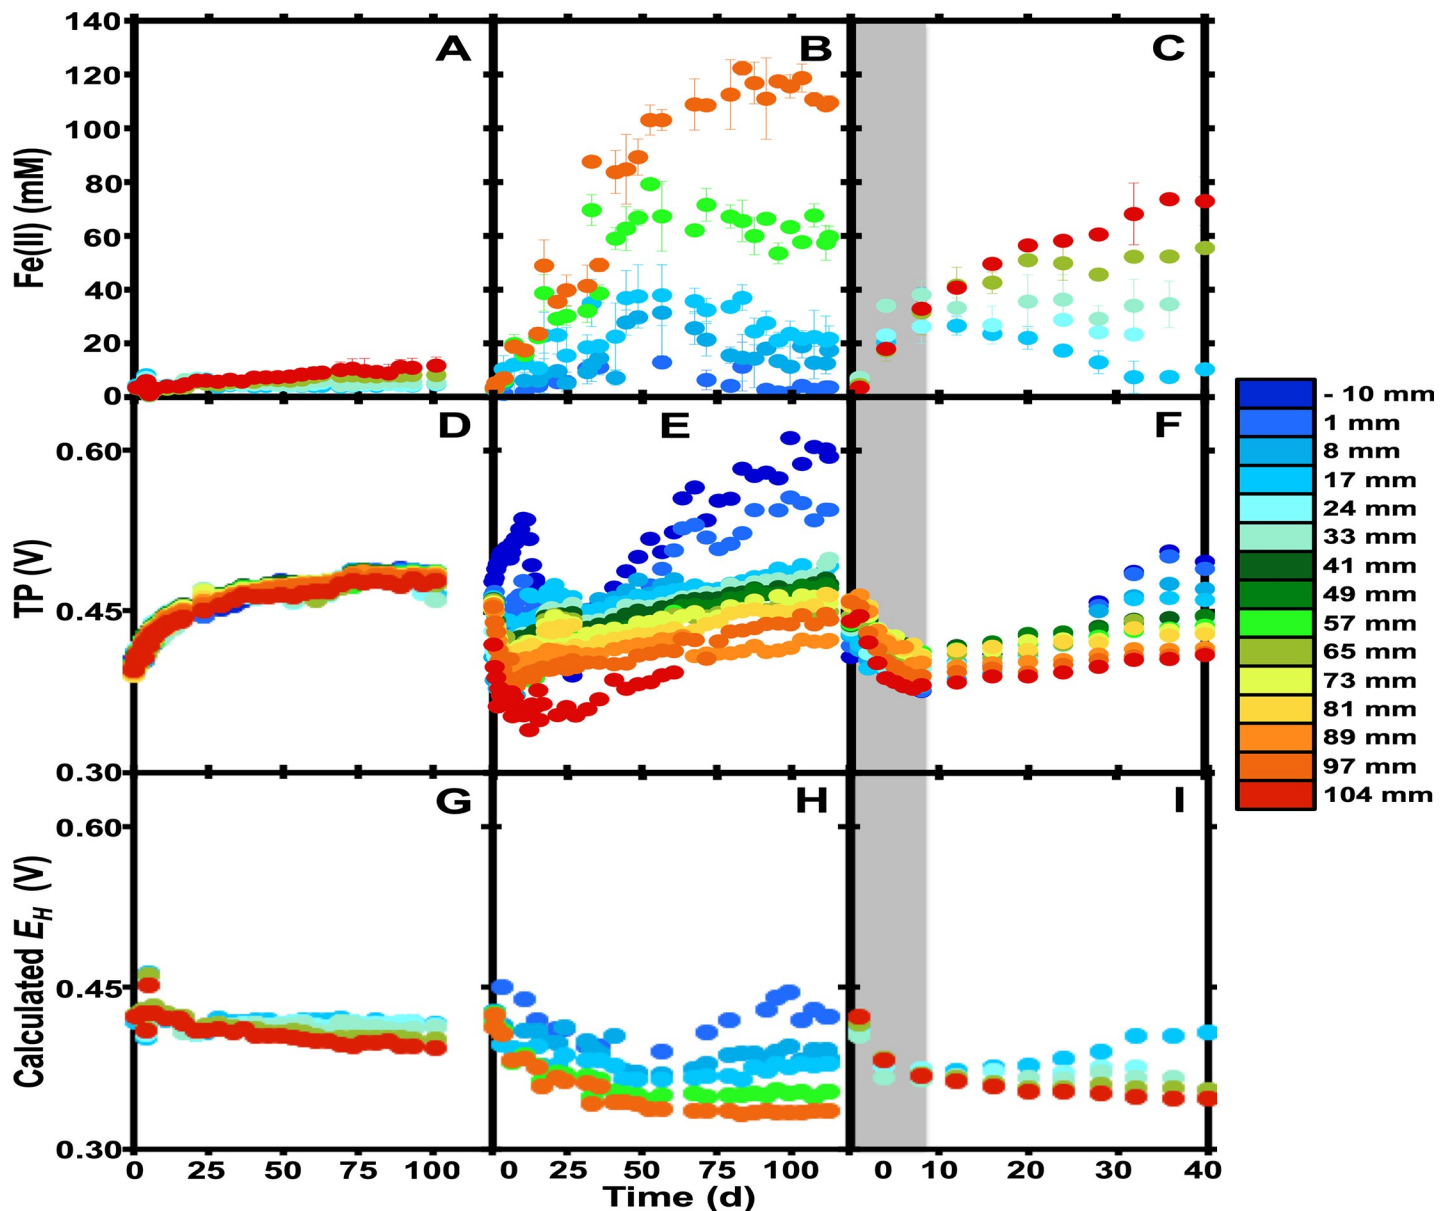 140
120
100
80
60
40
20
0
Fe(II) (mM)
A
B
C
0.60
0.45
0.30
TP (V)
D
E
F
0.60
0.45
0.30
Calculated E_H (V)
G
H
I
0 25 50 75 100
0 25 50 75 100
0 10 20 30 40
Time (d)
- 10 mm
1 mm
8 mm
17 mm
24 mm
33 mm
41 mm
49 mm
57 mm
65 mm
73 mm
81 mm
89 mm
97 mm
104 mm